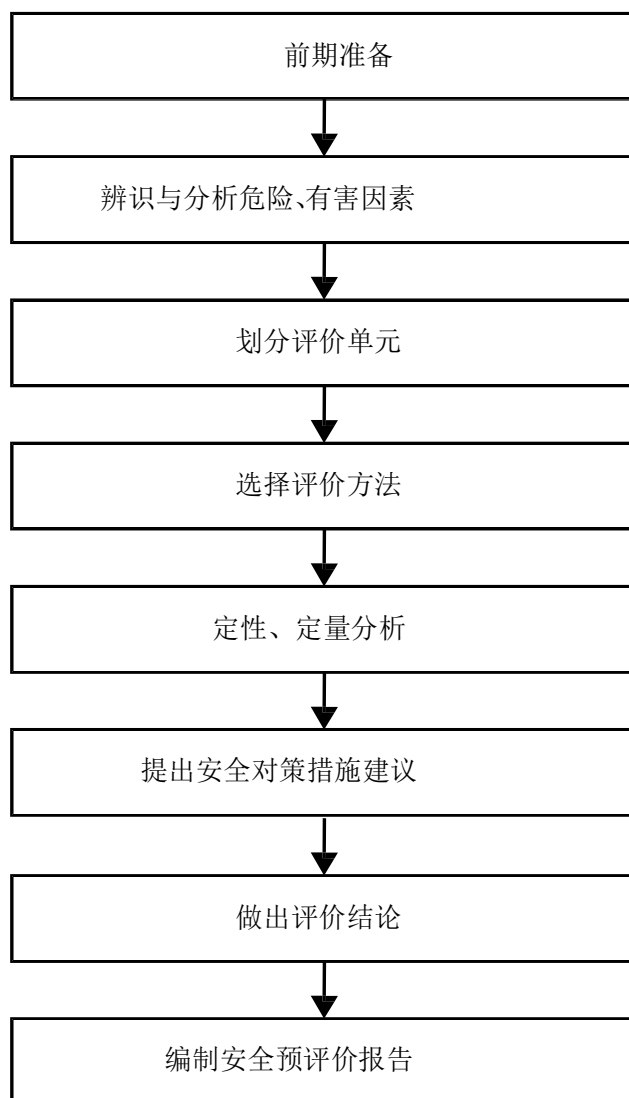 前期准备
辨识与分析危险、有害因素
划分评价单元
选择评价方法
定性、定量分析
提出安全对策措施建议
做出评价结论
编制安全预评价报告